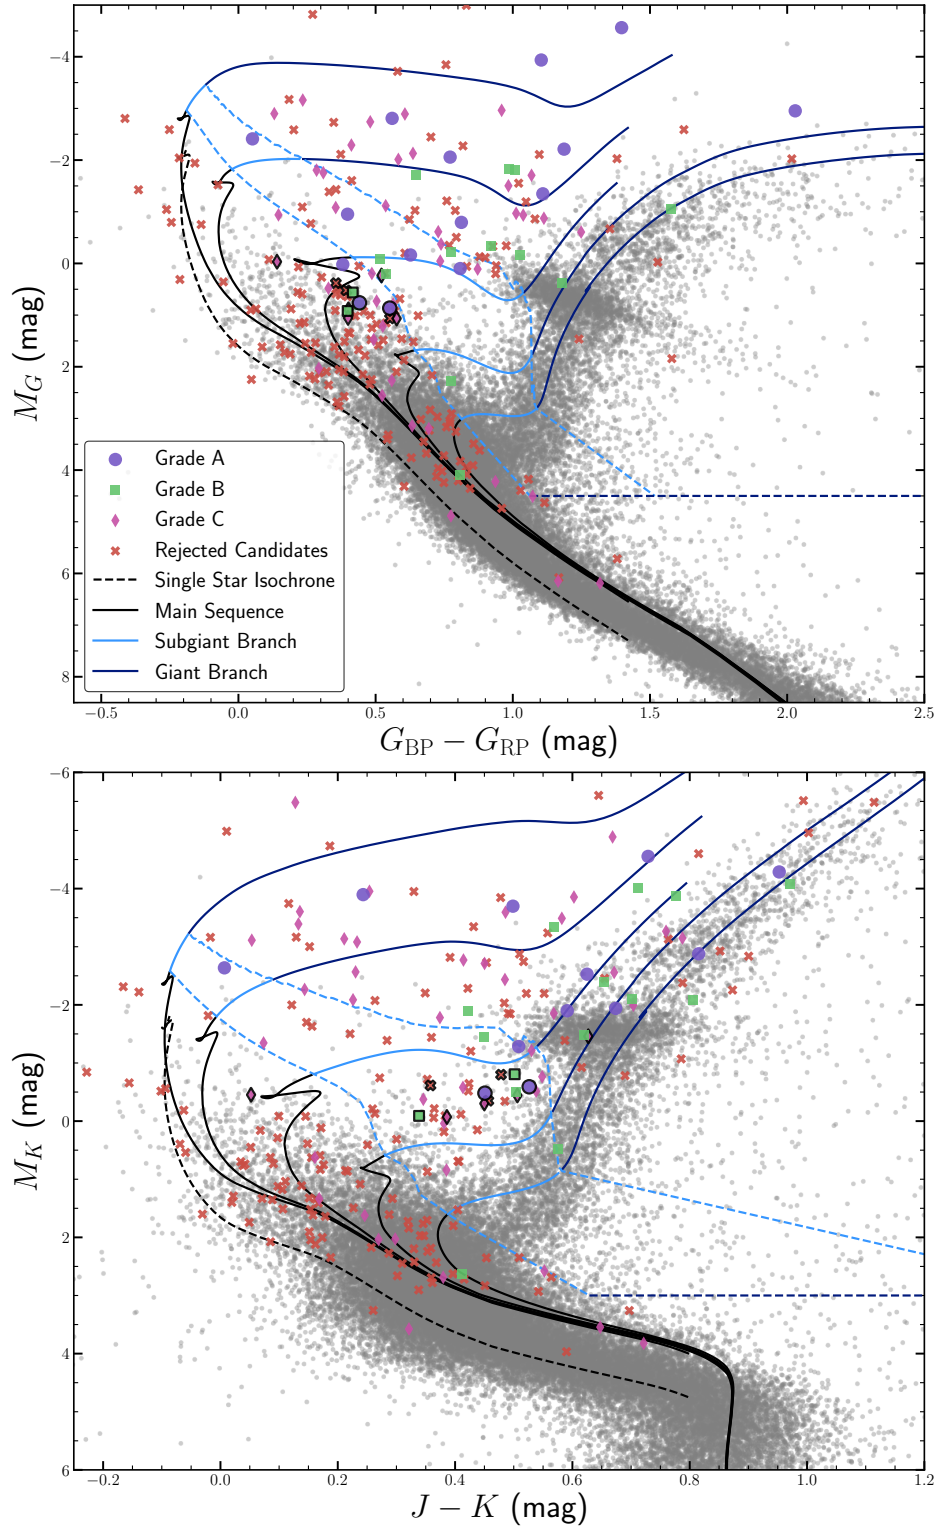 −4
−2
0
2
4
6
8
M_G (mag)
Grade A
Grade B
Grade C
Rejected Candidates
Single Star Isochrone
Main Sequence
Subgiant Branch
Giant Branch
−0.5 0.0 0.5 1.0 1.5 2.0 2.5
G_BP − G_RP (mag)
−6
−4
−2
0
2
4
6
M_K (mag)
−0.2 0.0 0.2 0.4 0.6 0.8 1.0 1.2
J − K (mag)